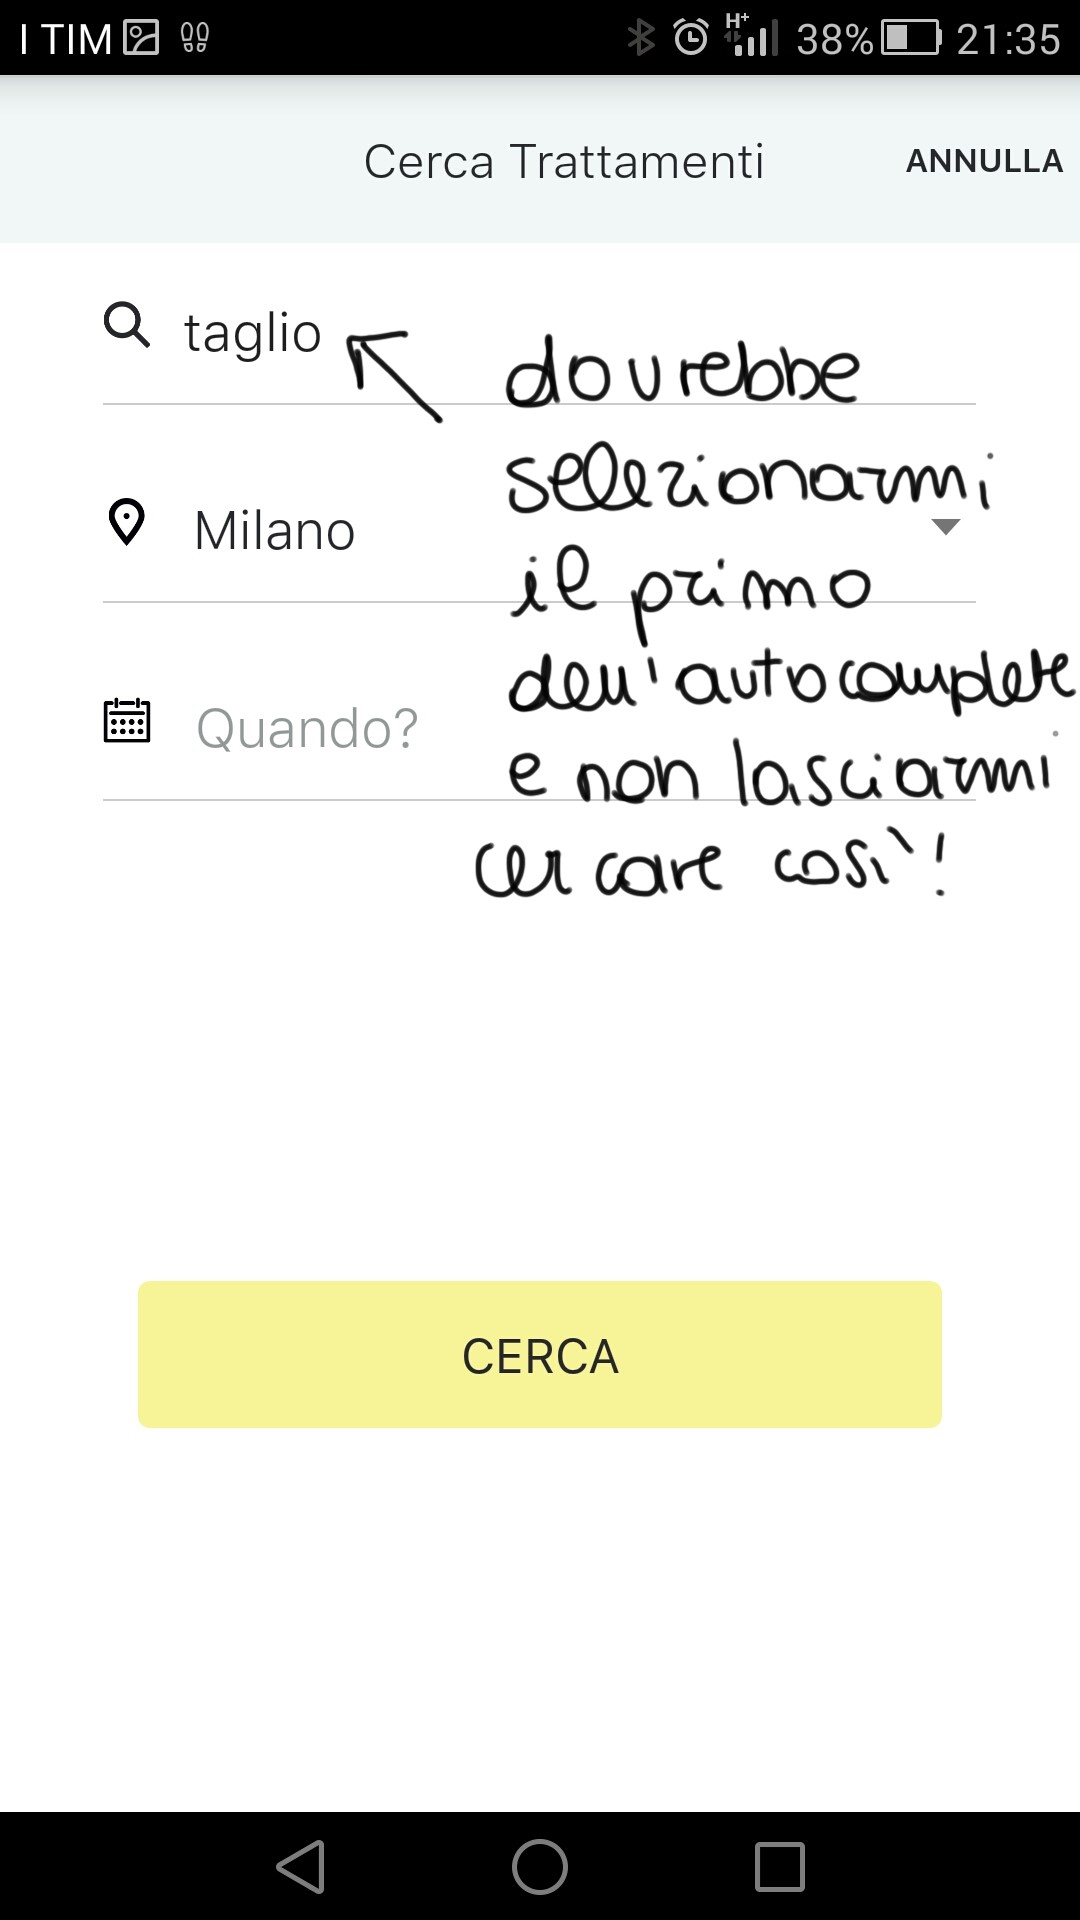 I TIM H+ 38% 21:35
Cerca Trattamenti ANNULLA
taglio
dovrebbe
selezionarmi
Milano
il primo
dell'autocomplete
Quando?
e non lasciarmi
cercare così!
CERCA